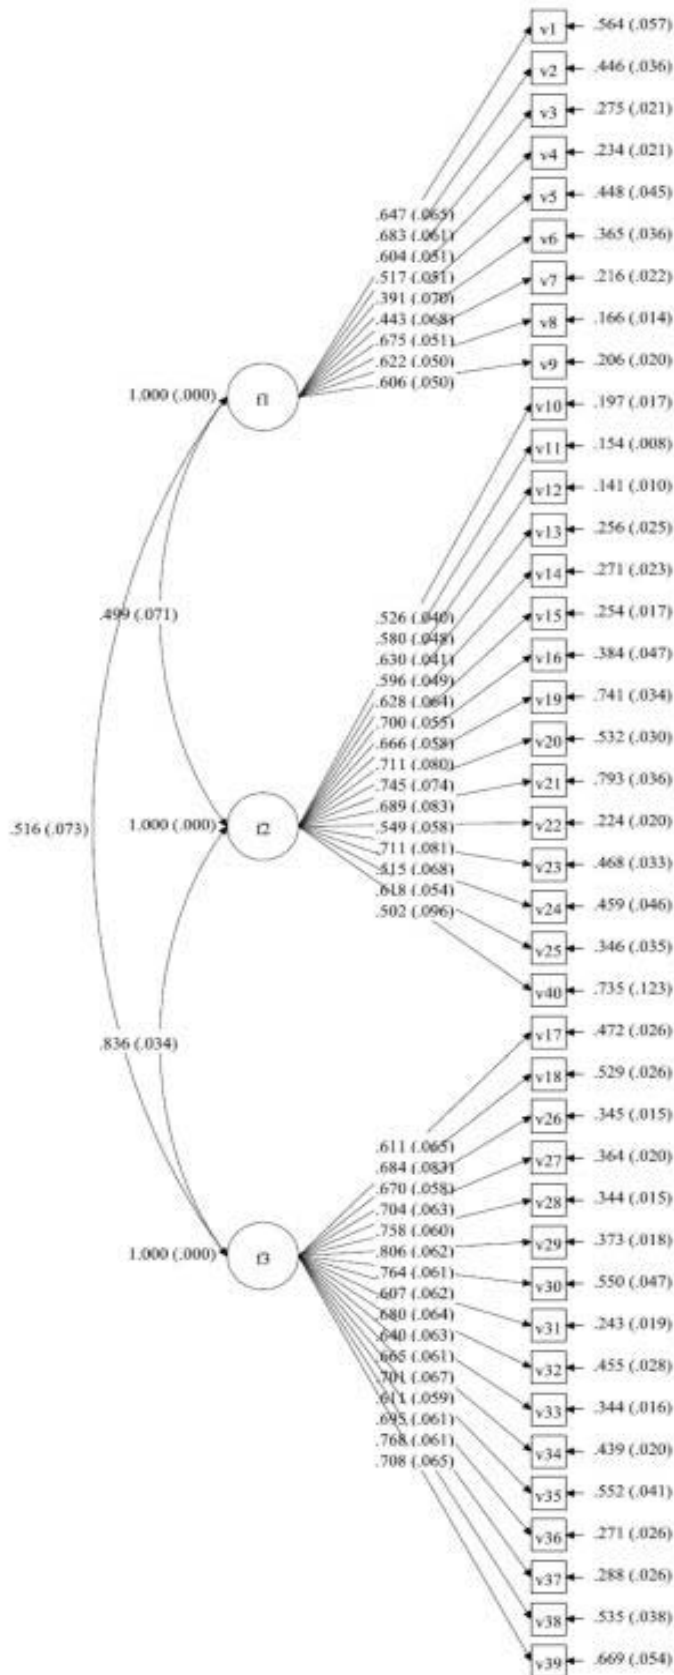 v1 .564 (.057)
v2 .446 (.036)
v3 .275 (.021)
v4 .234 (.021)
v5 .448 (.045)
v6 .365 (.036)
v7 .216 (.022)
v8 .166 (.014)
v9 .206 (.020)
.647 (.065)
.683 (.061)
.604 (.051)
.517 (.051)
.391 (.070)
.443 (.068)
.675 (.051)
.622 (.050)
.606 (.050)
1.000 (.000) f1
v10 .197 (.017)
v11 .154 (.008)
v12 .141 (.010)
v13 .256 (.025)
v14 .271 (.023)
v15 .254 (.017)
v16 .384 (.047)
v19 .741 (.034)
v20 .532 (.030)
v21 .793 (.036)
v22 .224 (.020)
v23 .468 (.033)
v24 .459 (.046)
v25 .346 (.035)
v40 .735 (.123)
.499 (.071)
.526 (.040)
.580 (.048)
.630 (.041)
.596 (.049)
.628 (.064)
.700 (.055)
.666 (.058)
.711 (.080)
.745 (.074)
.689 (.083)
.549 (.058)
.711 (.081)
.515 (.068)
.618 (.054)
.502 (.096)
.516 (.073)
1.000 (.000) f2
.836 (.034)
v17 .472 (.026)
v18 .529 (.026)
v26 .345 (.015)
v27 .364 (.020)
v28 .344 (.015)
v29 .373 (.018)
v30 .550 (.047)
v31 .243 (.019)
v32 .455 (.028)
v33 .344 (.016)
v34 .439 (.020)
v35 .552 (.041)
v36 .271 (.026)
v37 .288 (.026)
v38 .535 (.038)
v39 .669 (.054)
.611 (.065)
.684 (.083)
.670 (.058)
.704 (.063)
.758 (.060)
.806 (.062)
.764 (.061)
.607 (.062)
.680 (.064)
.640 (.063)
.665 (.061)
.701 (.067)
.611 (.059)
.695 (.061)
.768 (.061)
.708 (.065)
1.000 (.000) f3